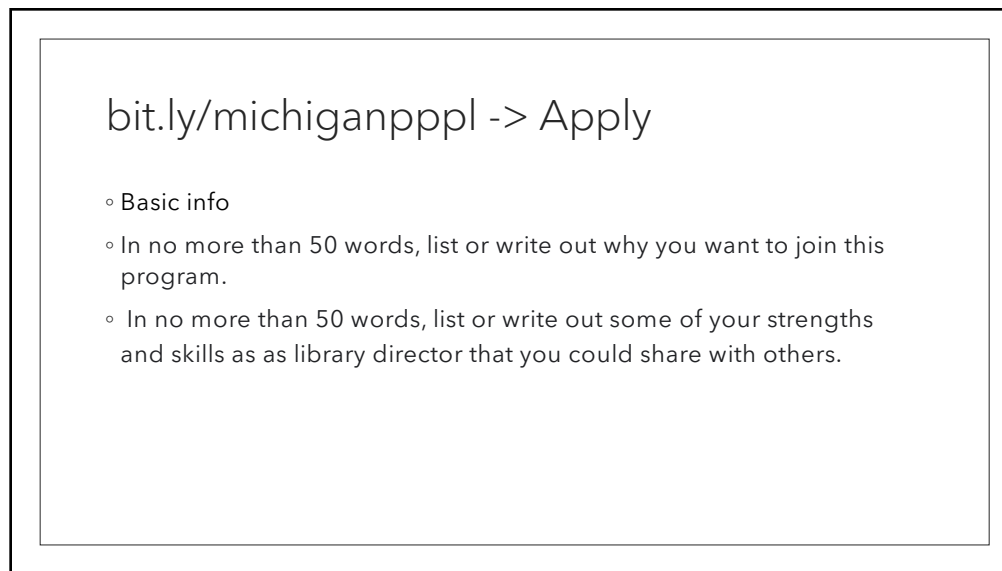 bit.ly/michiganpppl -> Apply
◦ Basic info
◦ In no more than 50 words, list or write out why you want to join this
program.
◦ In no more than 50 words, list or write out some of your strengths
and skills as as library director that you could share with others.